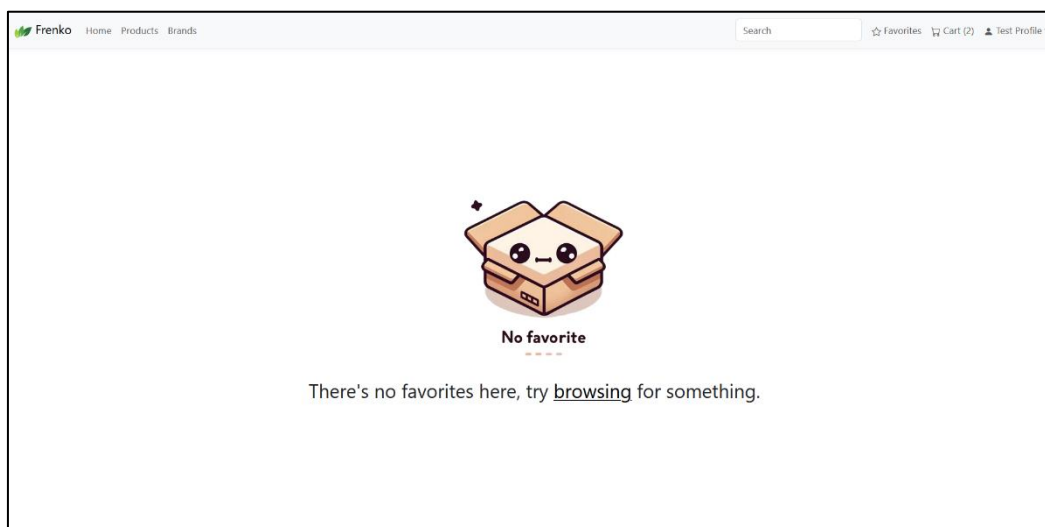 Frenko Home Products Brands Search Favorites Cart (2) Test Profile
No favorite
There's no favorites here, try browsing for something.